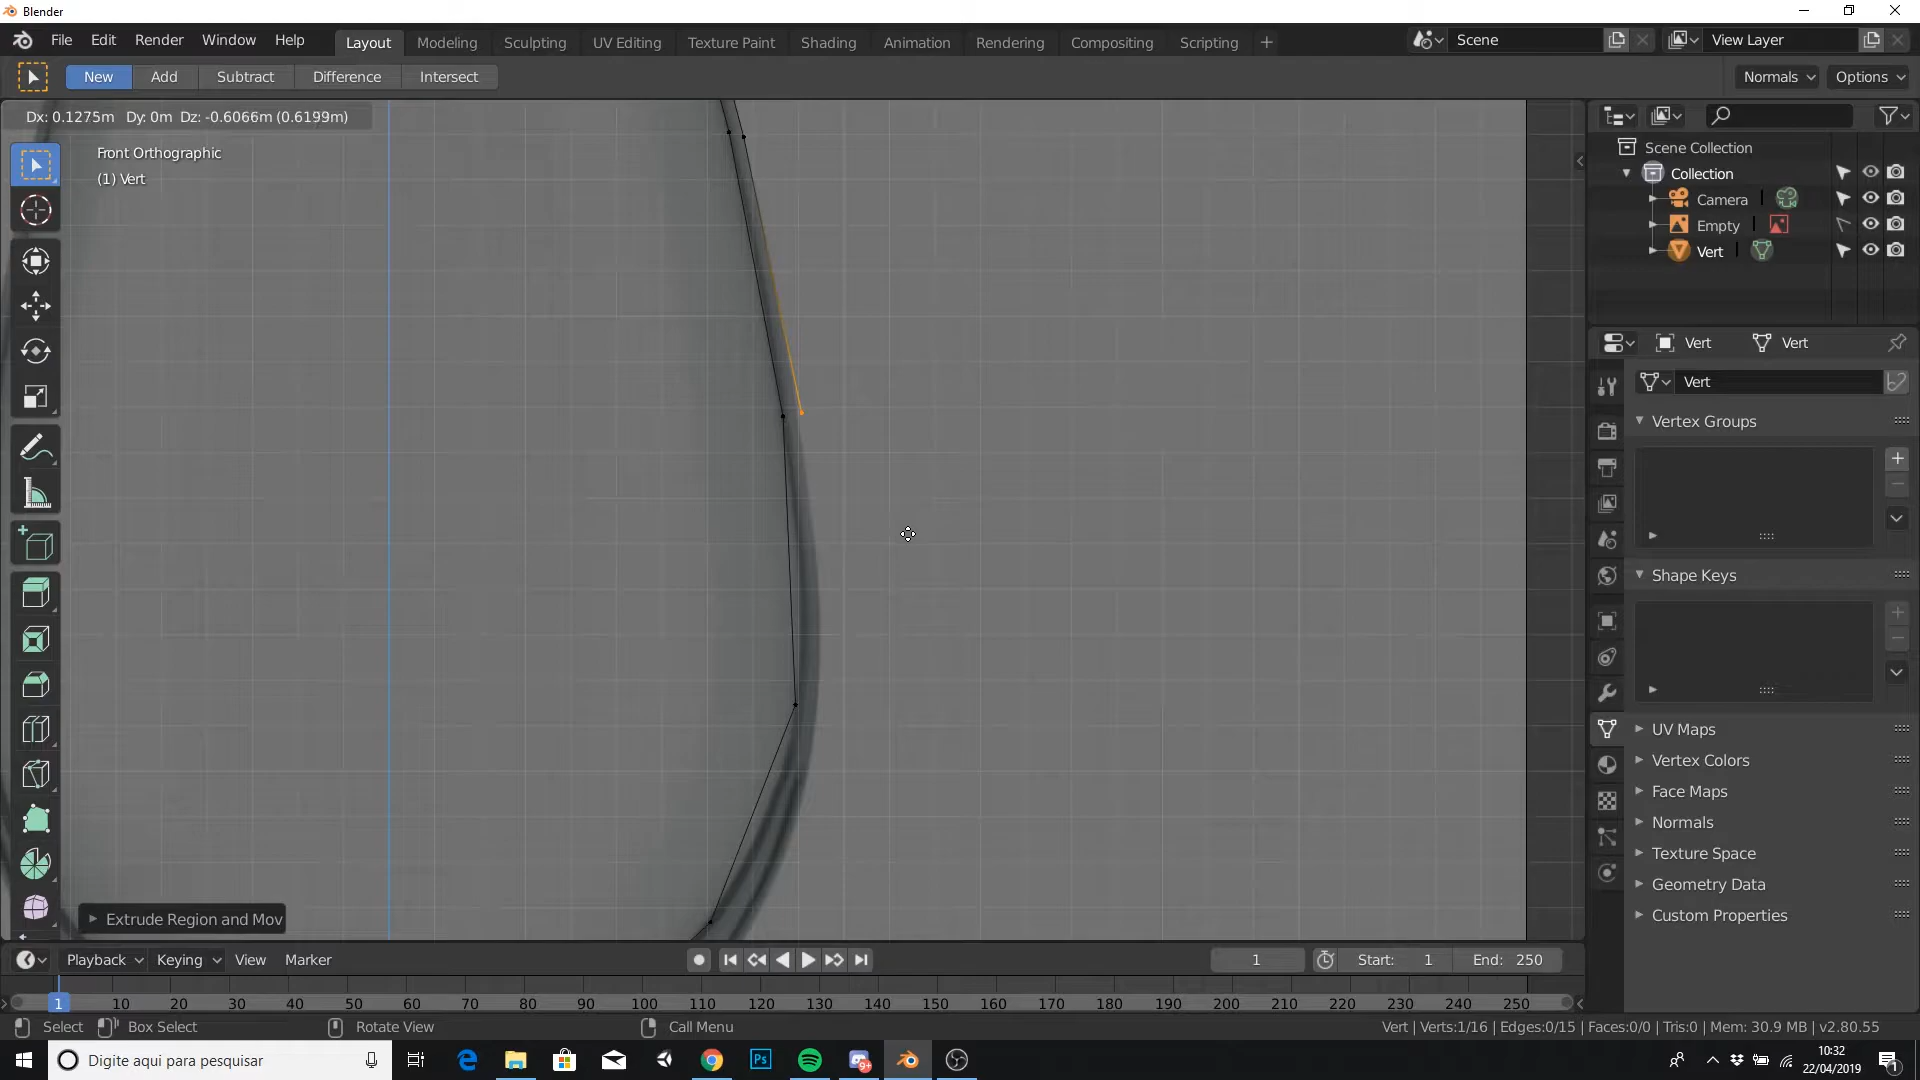 Blender
File Edit Render Window Help Layout Modeling Sculpting UV Editing Texture Paint Shading Animation Rendering Compositing Scripting + Scene View Layer
New Add Subtract Difference Intersect Normals Options
Dx: 0.1275m Dy: 0m Dz: -0.6066m (0.6199m)
Front Orthographic
(1) Vert
Scene Collection
Collection
Camera
Empty
Vert
Vert Vert
Vert
Vertex Groups
Shape Keys
UV Maps
Vertex Colors
Face Maps
Normals
Texture Space
Geometry Data
Custom Properties
Extrude Region and Mov
Playback Keying View Marker 1 Start: 1 End: 250
1 10 20 30 40 50 60 70 80 90 100 110 120 130 140 150 160 170 180 190 200 210 220 230 240 250
Select Box Select Rotate View Call Menu Vert | Verts:1/16 | Edges:0/15 | Faces:0/0 | Tris:0 | Mem: 30.9 MB | v2.80.55
Digite aqui para pesquisar
Ps
9+
10:32
22/04/2019
1